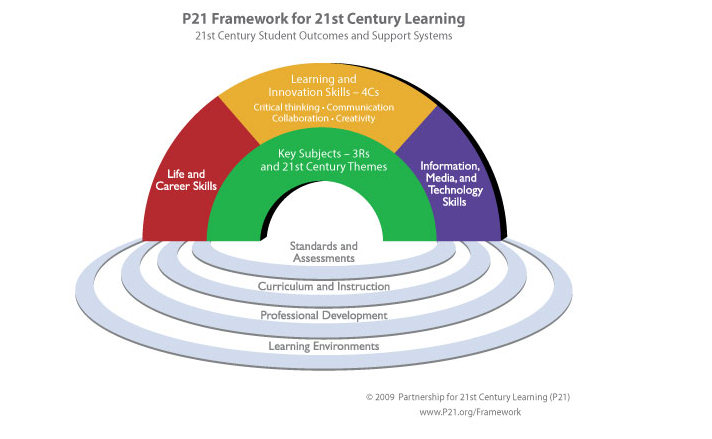 P21 Framework for 21st Century Learning
21st Century Student Outcomes and Support Systems
Learning and
Innovation Skills – 4Cs
Critical thinking • Communication
Collaboration • Creativity
Key Subjects – 3Rs
and 21st Century Themes
Life and
Career Skills
Information,
Media, and
Technology
Skills
Standards and
Assessments
Curriculum and Instruction
Professional Development
Learning Environments
© 2009 Partnership for 21st Century Learning (P21)
www.P21.org/Framework